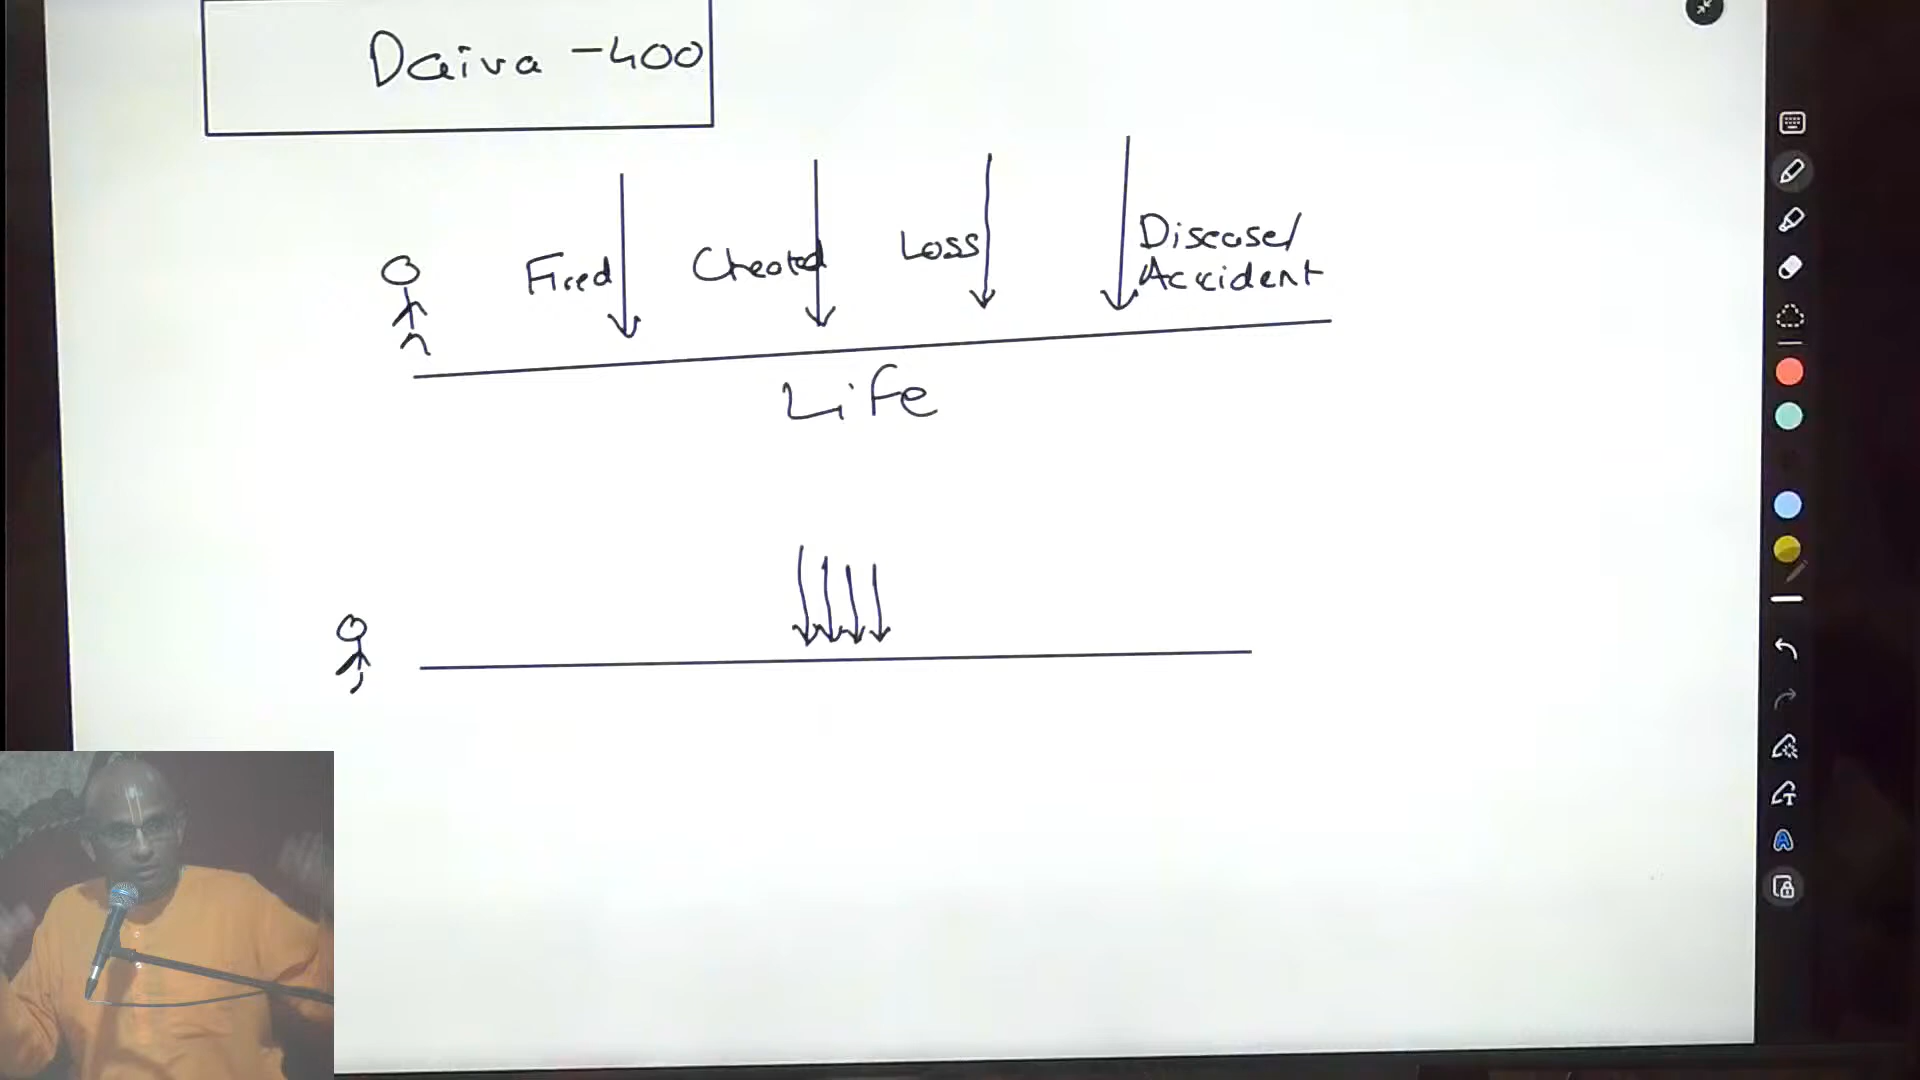 Daiva -400
Fired
Cheated
Loss
Disease/
Accident
Life